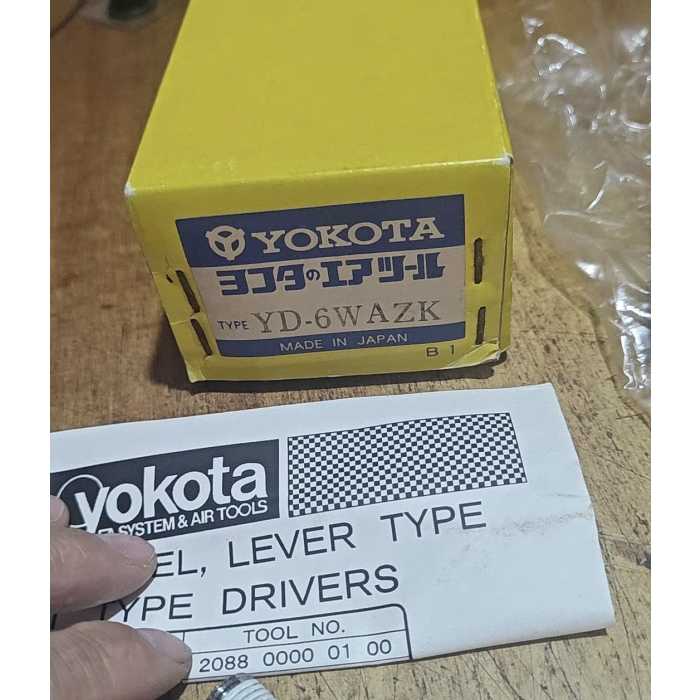 YOKOTA
ヨコタのエアツール
TYPE YD-6WAZK
MADE IN JAPAN
B 1
yokota
SYSTEM & AIR TOOLS
EL, LEVER TYPE
TYPE DRIVERS
TOOL NO.
2088 0000 01 00